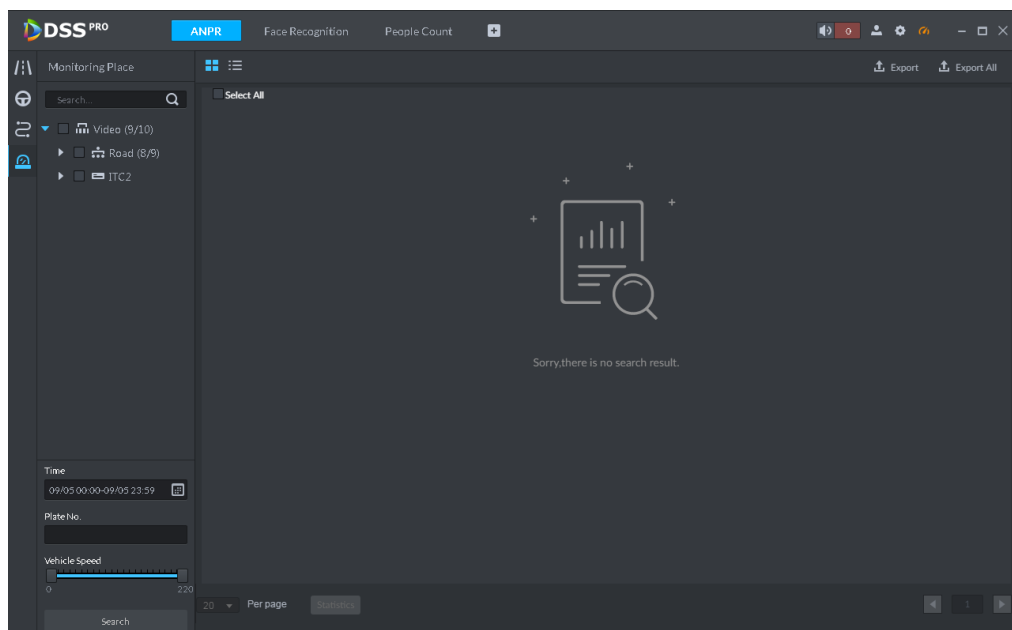 DSS PRO
ANPR
Face Recognition
People Count
0
Monitoring Place
Export
Export All
Search...
Select All
Video (9/10)
Road (8/9)
ITC2
Sorry,there is no search result.
Time
09/05 00:00-09/05 23:59
Plate No.
Vehicle Speed
0
220
Search
20
Per page
Statistics
1